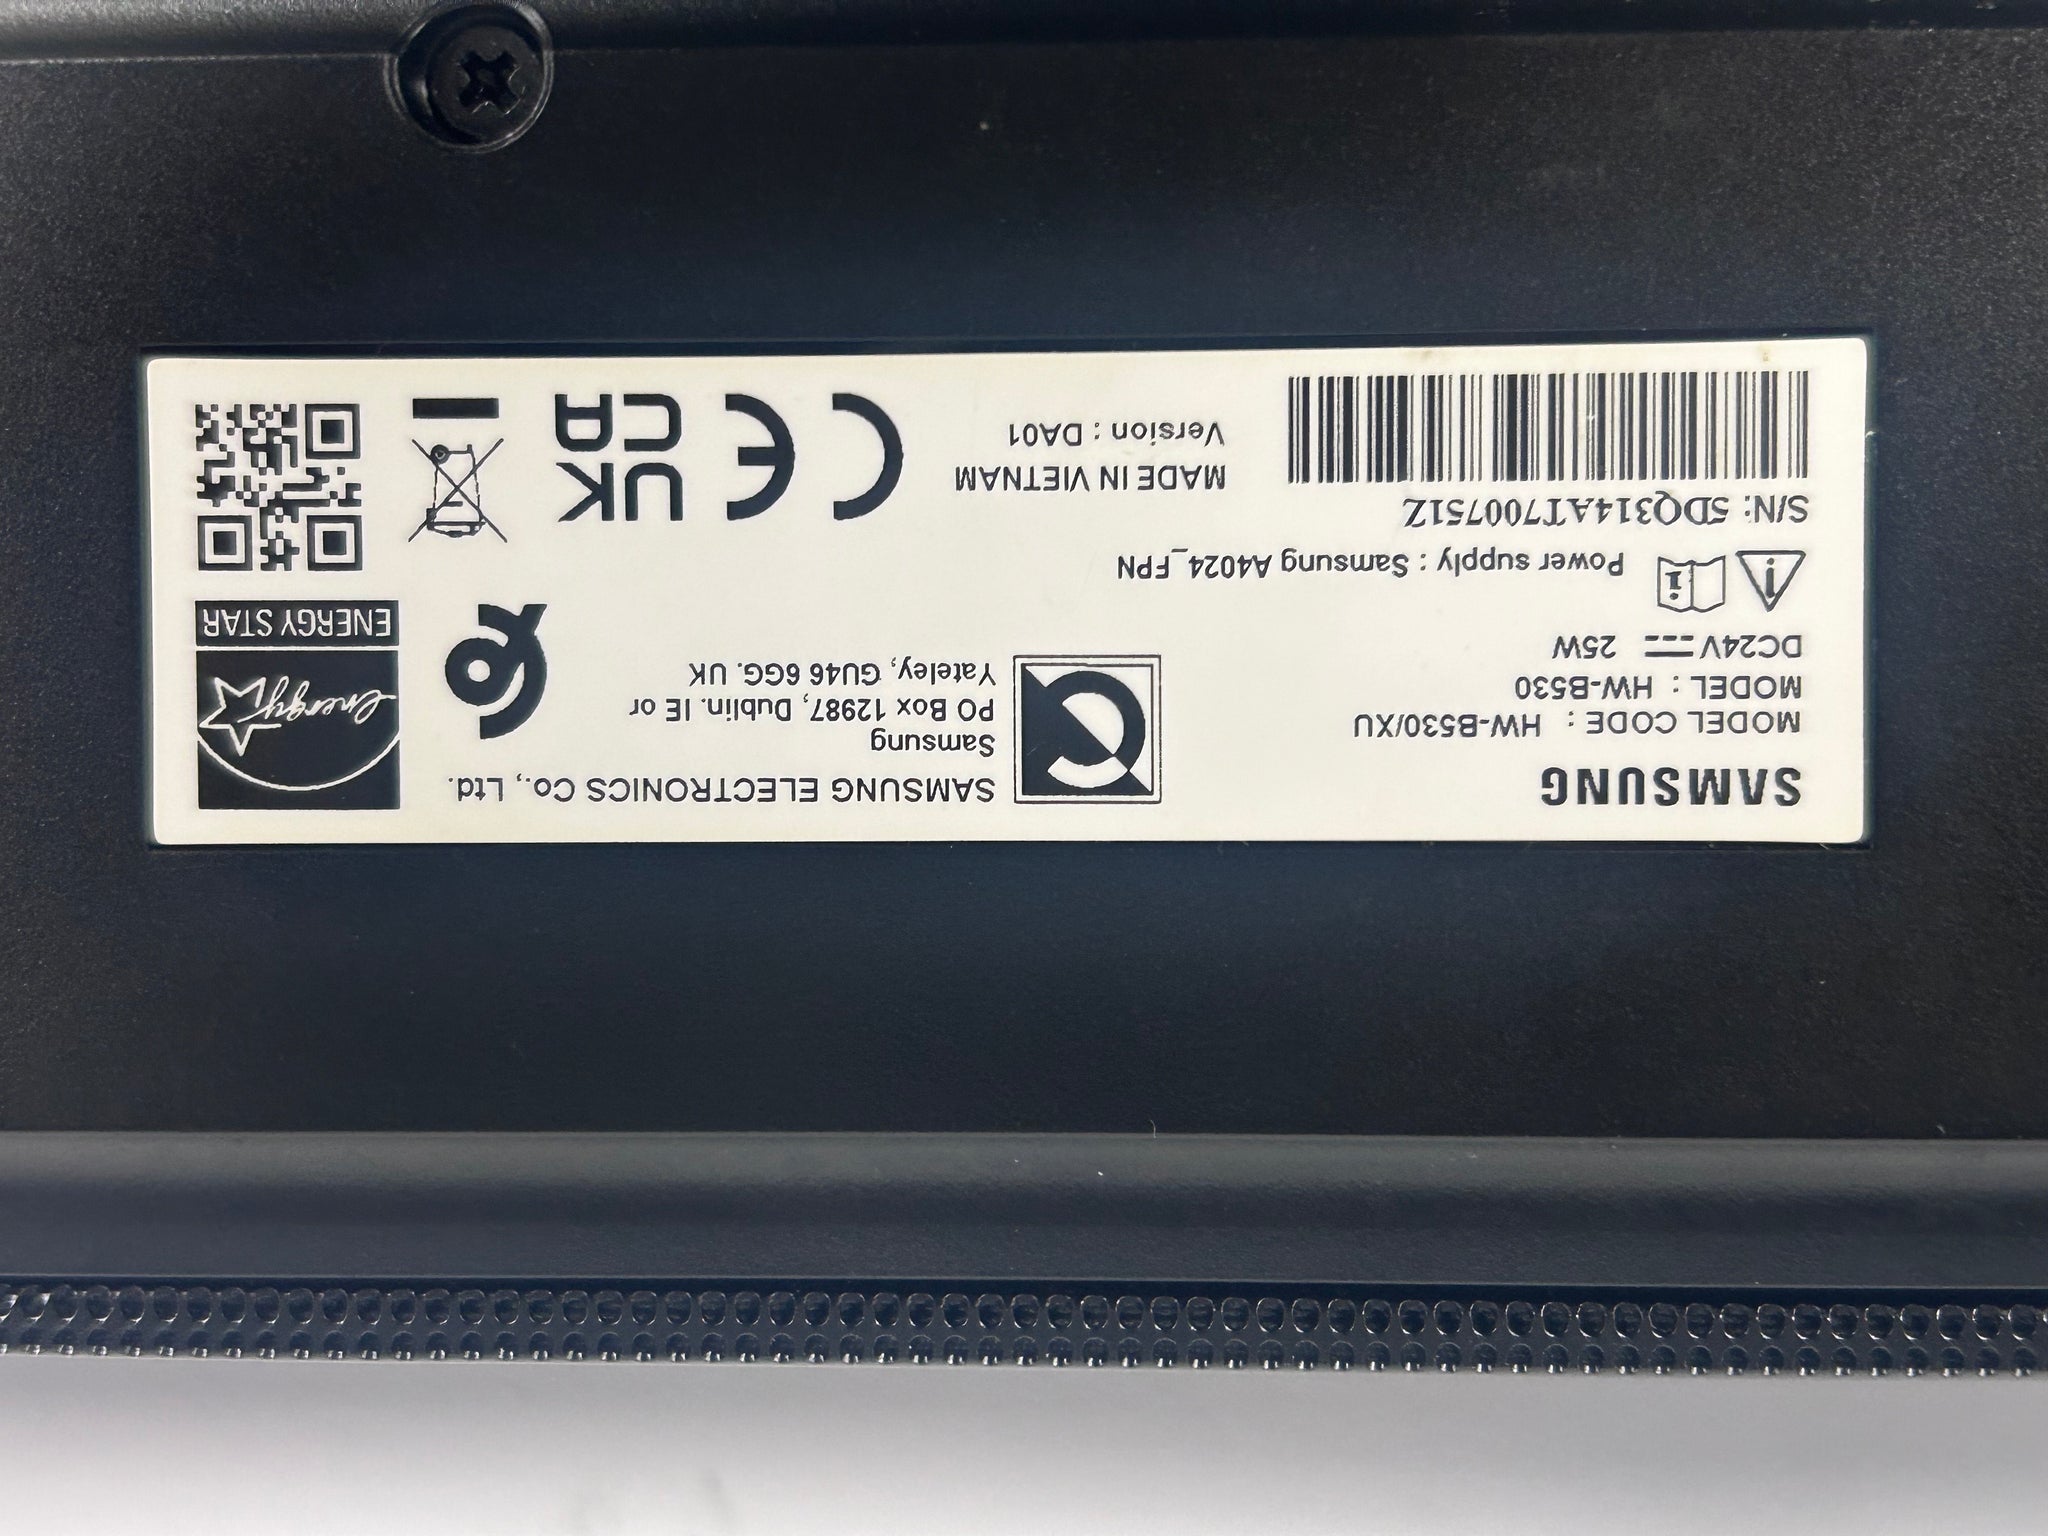 SAMSUNG
MODEL CODE : HW-B530/XU
MODEL : HW-B530
DC24V 25W
Power supply : Samsung A4024_FPN
S/N: 5DQ314AT700751Z
SAMSUNG ELECTRONICS Co., Ltd.
Samsung
PO Box 12987, Dublin. IE or
Yateley, GU46 6GG. UK
MADE IN VIETNAM
Version : DA01
CE
UK
CA
energy
ENERGY STAR